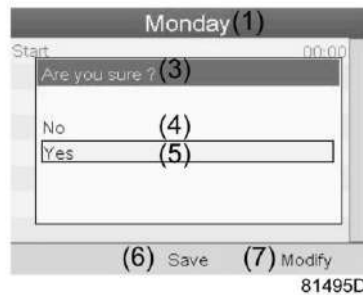 Monday (1)
Start 00:00
Are you sure ? (3)
No (4)
Yes (5)
(6) Save (7) Modify
81495D